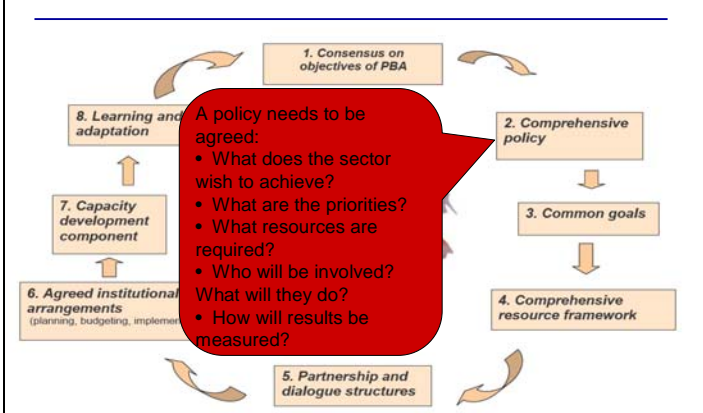 1. Consensus on
objectives of PBA
8. Learning and
adaptation
A policy needs to be
agreed:
• What does the sector
wish to achieve?
• What are the priorities?
• What resources are
required?
• Who will be involved?
What will they do?
• How will results be
measured?
2. Comprehensive
policy
7. Capacity
development
component
3. Common goals
6. Agreed institutional
arrangements
(planning, budgeting,
4. Comprehensive
resource framework
5. Partnership and
dialogue structures